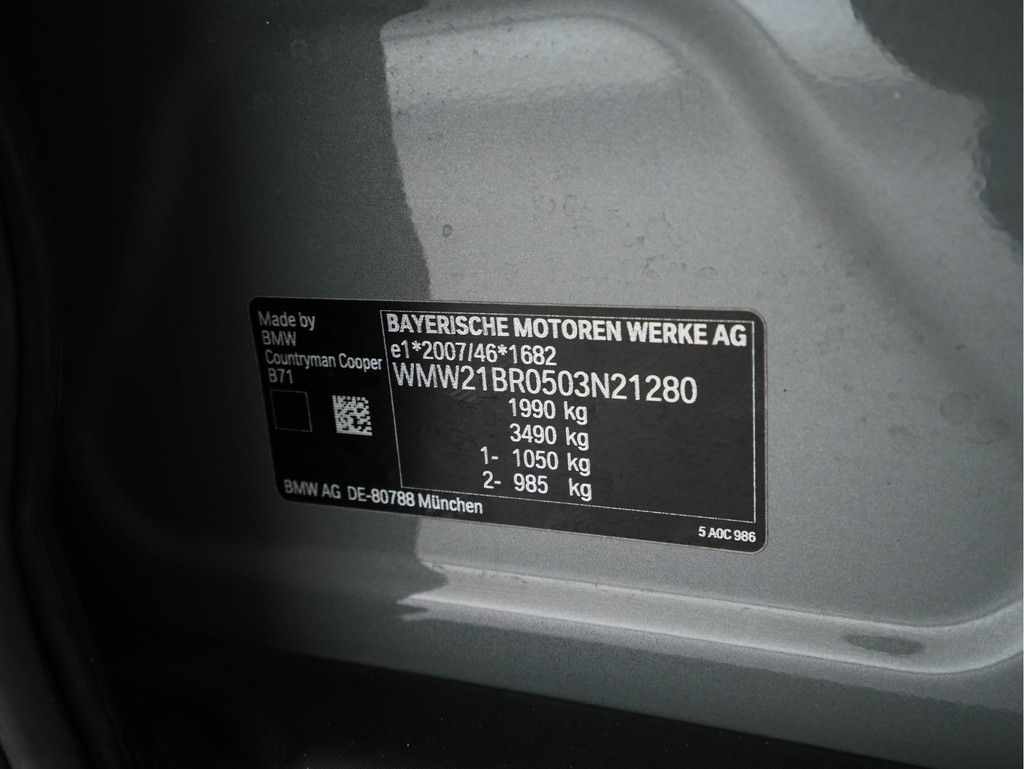 Made by
BMW
Countryman Cooper
B71
BAYERISCHE MOTOREN WERKE AG
e1*2007/46*1682
WMW21BR0503N21280
1990 kg
3490 kg
1- 1050 kg
2- 985 kg
BMW AG DE-80788 München
5 A0C 986